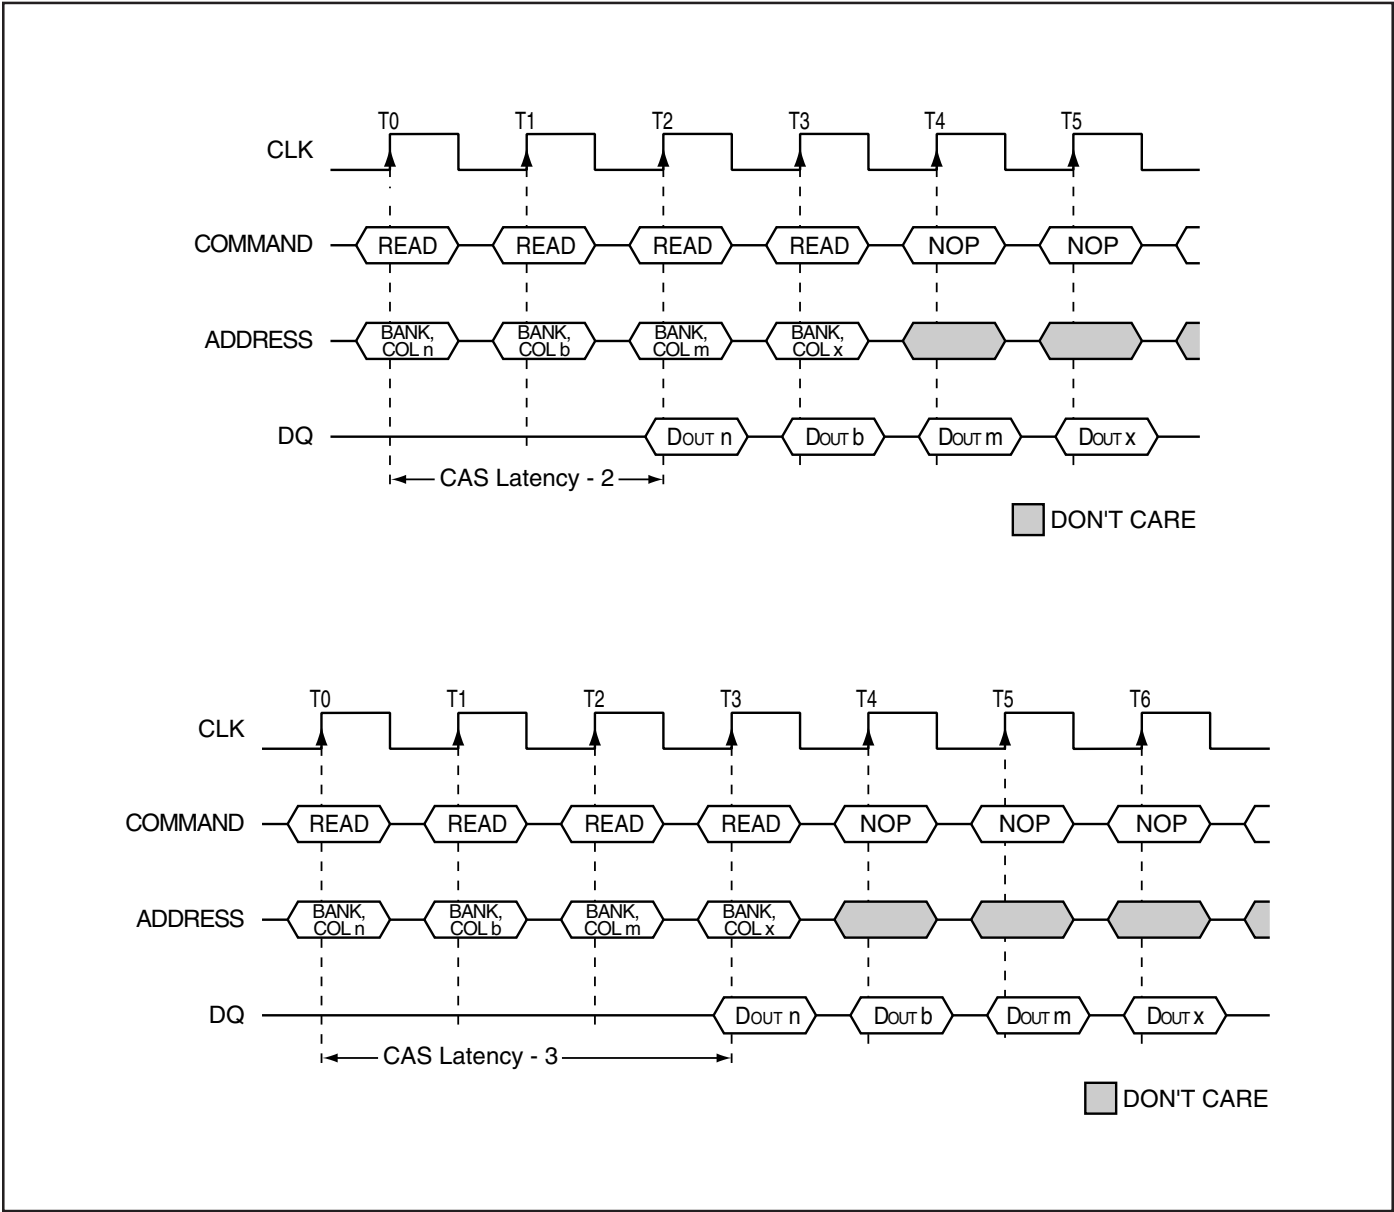 T0 T1 T2 T3 T4 T5
CLK
COMMAND READ READ READ READ NOP NOP
ADDRESS BANK, COL n BANK, COL b BANK, COL m BANK, COL x
DQ DOUT n DOUT b DOUT m DOUT x
CAS Latency - 2
DON'T CARE
T0 T1 T2 T3 T4 T5 T6
CLK
COMMAND READ READ READ READ NOP NOP NOP
ADDRESS BANK, COL n BANK, COL b BANK, COL m BANK, COL x
DQ DOUT n DOUT b DOUT m DOUT x
CAS Latency - 3
DON'T CARE